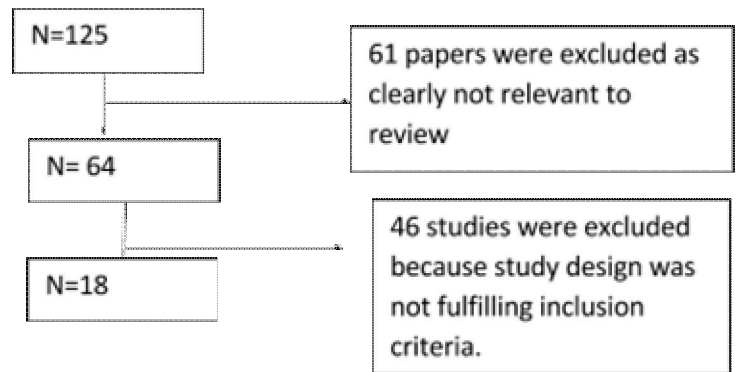 N=125
61 papers were excluded as
clearly not relevant to
review
N= 64
46 studies were excluded
because study design was
not fulfilling inclusion
criteria.
N=18